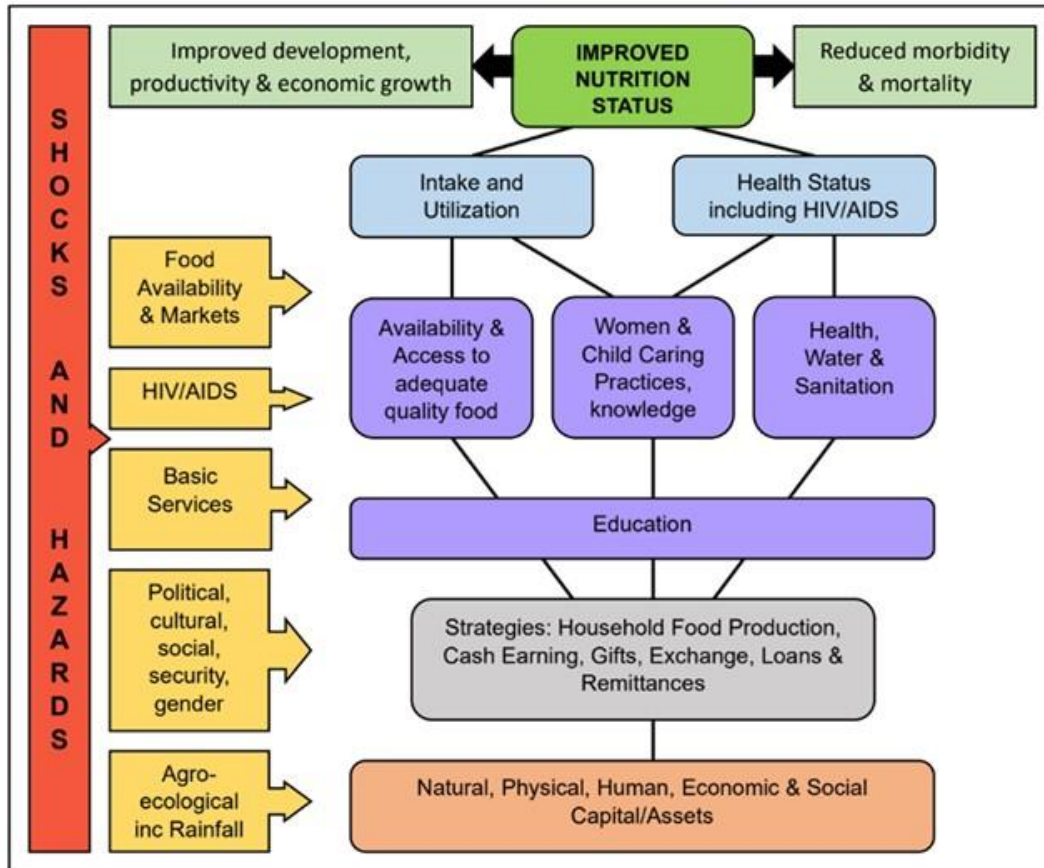 SHOCKS AND HAZARDS
Improved development,
productivity & economic growth
IMPROVED
NUTRITION
STATUS
Reduced morbidity
& mortality
Intake and
Utilization
Health Status
including HIV/AIDS
Food
Availability
& Markets
Availability &
Access to
adequate
quality food
Women &
Child Caring
Practices,
knowledge
Health,
Water &
Sanitation
HIV/AIDS
Basic
Services
Education
Political,
cultural,
social,
security,
gender
Strategies: Household Food Production,
Cash Earning, Gifts, Exchange, Loans &
Remittances
Agro-
ecological
inc Rainfall
Natural, Physical, Human, Economic & Social
Capital/Assets